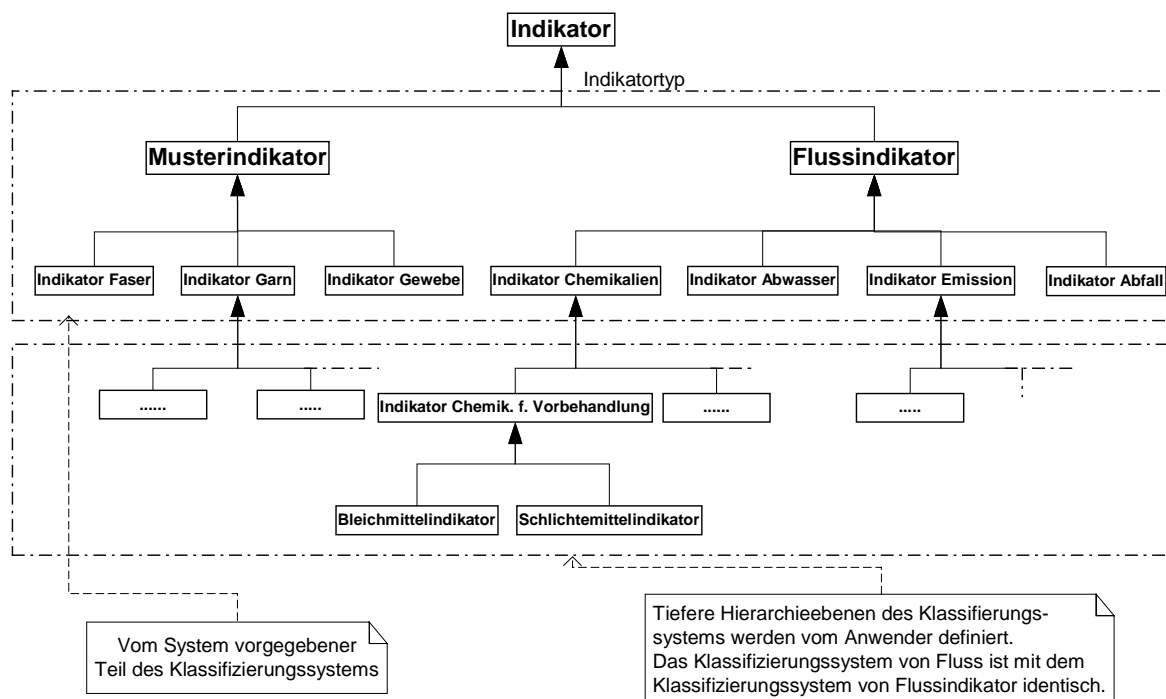 Indikator
Indikatortyp
Musterindikator
Flussindikator
Indikator Faser
Indikator Garn
Indikator Gewebe
Indikator Chemikalien
Indikator Abwasser
Indikator Emission
Indikator Abfall
......
.....
Indikator Chemik. f. Vorbehandlung
......
.....
Bleichmittelindikator
Schlichtemittelindikator
Vom System vorgegebener
Teil des Klassifizierungssystems
Tiefere Hierarchieebenen des Klassifierungs-
systems werden vom Anwender definiert.
Das Klassifizierungssystem von Fluss ist mit dem
Klassifizierungssystem von Flussindikator identisch.